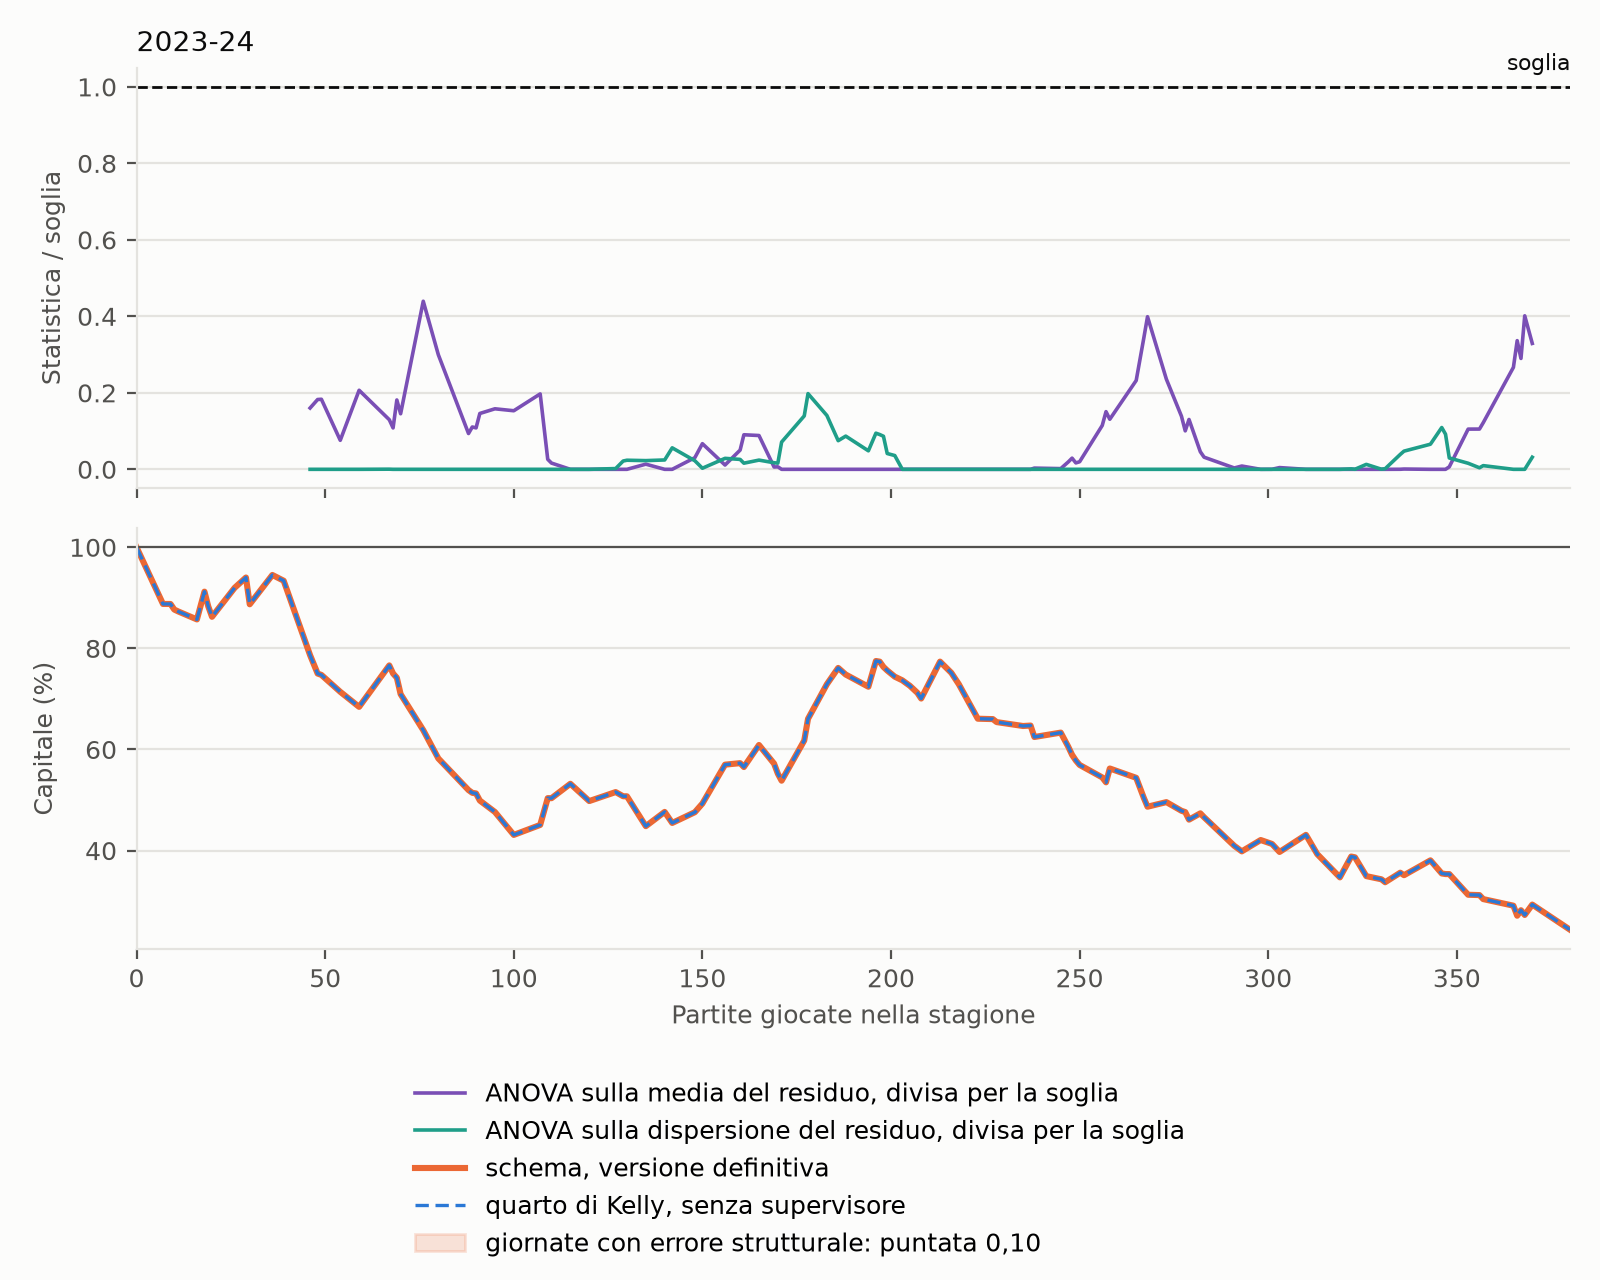 2023-24
soglia
1.0
0.8
0.6
0.4
0.2
0.0
Statistica / soglia
100
80
60
40
Capitale (%)
0 50 100 150 200 250 300 350
Partite giocate nella stagione
ANOVA sulla media del residuo, divisa per la soglia
ANOVA sulla dispersione del residuo, divisa per la soglia
schema, versione definitiva
quarto di Kelly, senza supervisore
giornate con errore strutturale: puntata 0,10